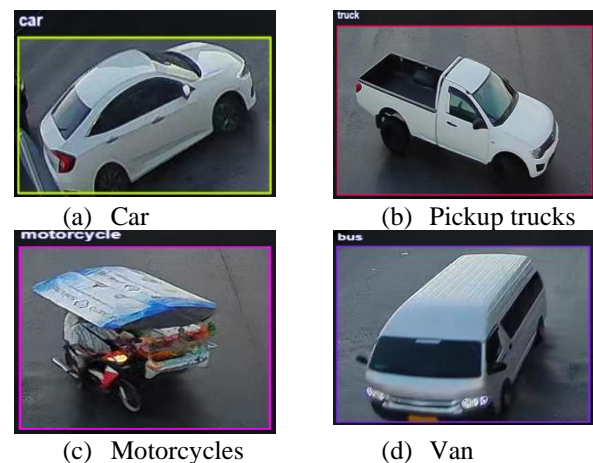 car
truck
(a) Car
(b) Pickup trucks
motorcycle
bus
(c) Motorcycles
(d) Van